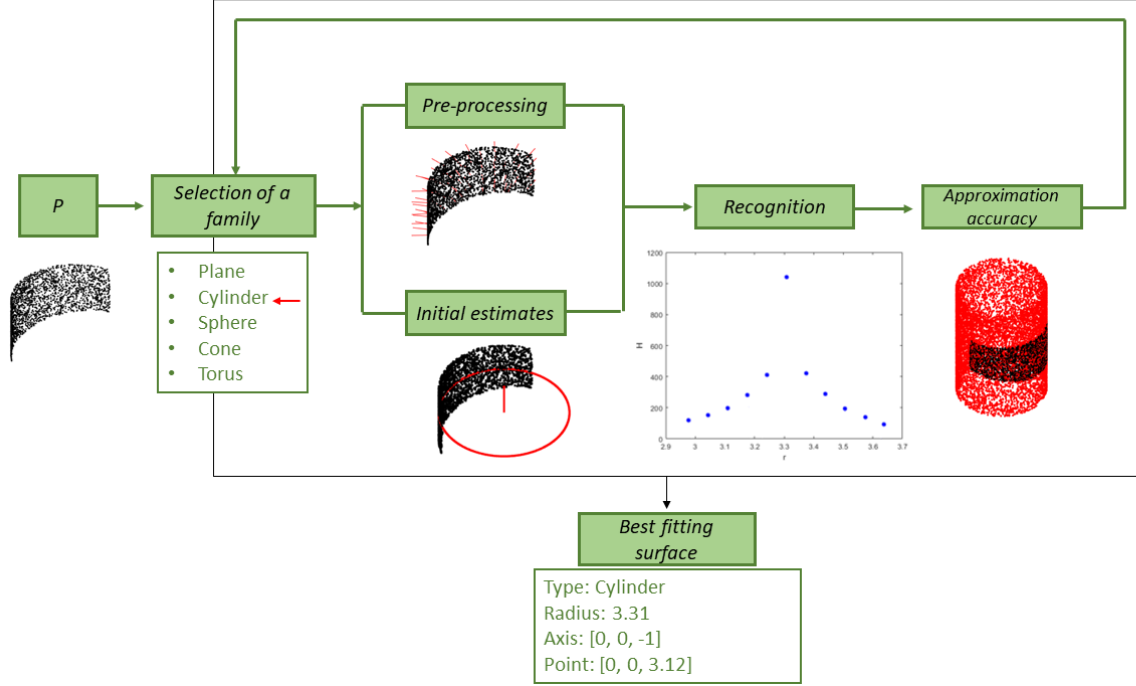 Pre-processing
P
Selection of a
family
Recognition
Approximation
accuracy
• Plane
• Cylinder
• Sphere
• Cone
• Torus
Initial estimates
1200
1000
800
600
400
200
0
H
2.9 3 3.1 3.2 3.3 3.4 3.5 3.6 3.7
r
Best fitting
surface
Type: Cylinder
Radius: 3.31
Axis: [0, 0, -1]
Point: [0, 0, 3.12]